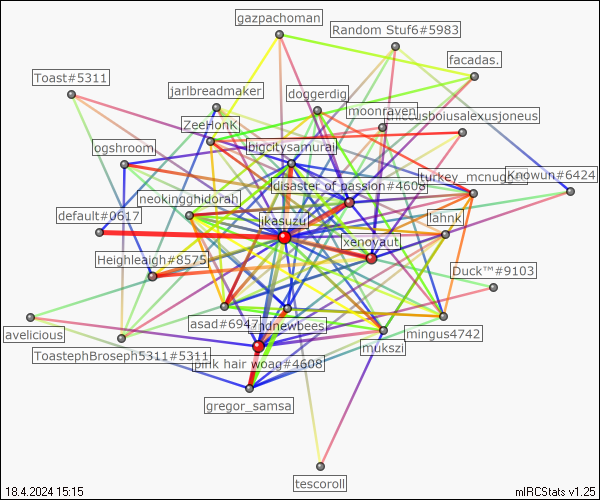 gazpachoman
Random Stuf6#5983
facadas.
Toast#5311
jarlbreadmaker
doggerdig
moonraven
ZeeHonK
bigcitysamurai
ogshroom
turkey_mcnugge
Knowun#6424
disaster of passion#4608
neokingghidorah
default#0617
ikasuzu
lahnk
xenoyaut
Heighleaigh#8575
Duck™#9103
asad#6947
ndnewbees
avelicious
mingus4742
ToastephBroseph5311#5311
mukszi
pink hair woag#4608
gregor_samsa
tescoroll
18.4.2024 15:15
mIRCStats v1.25